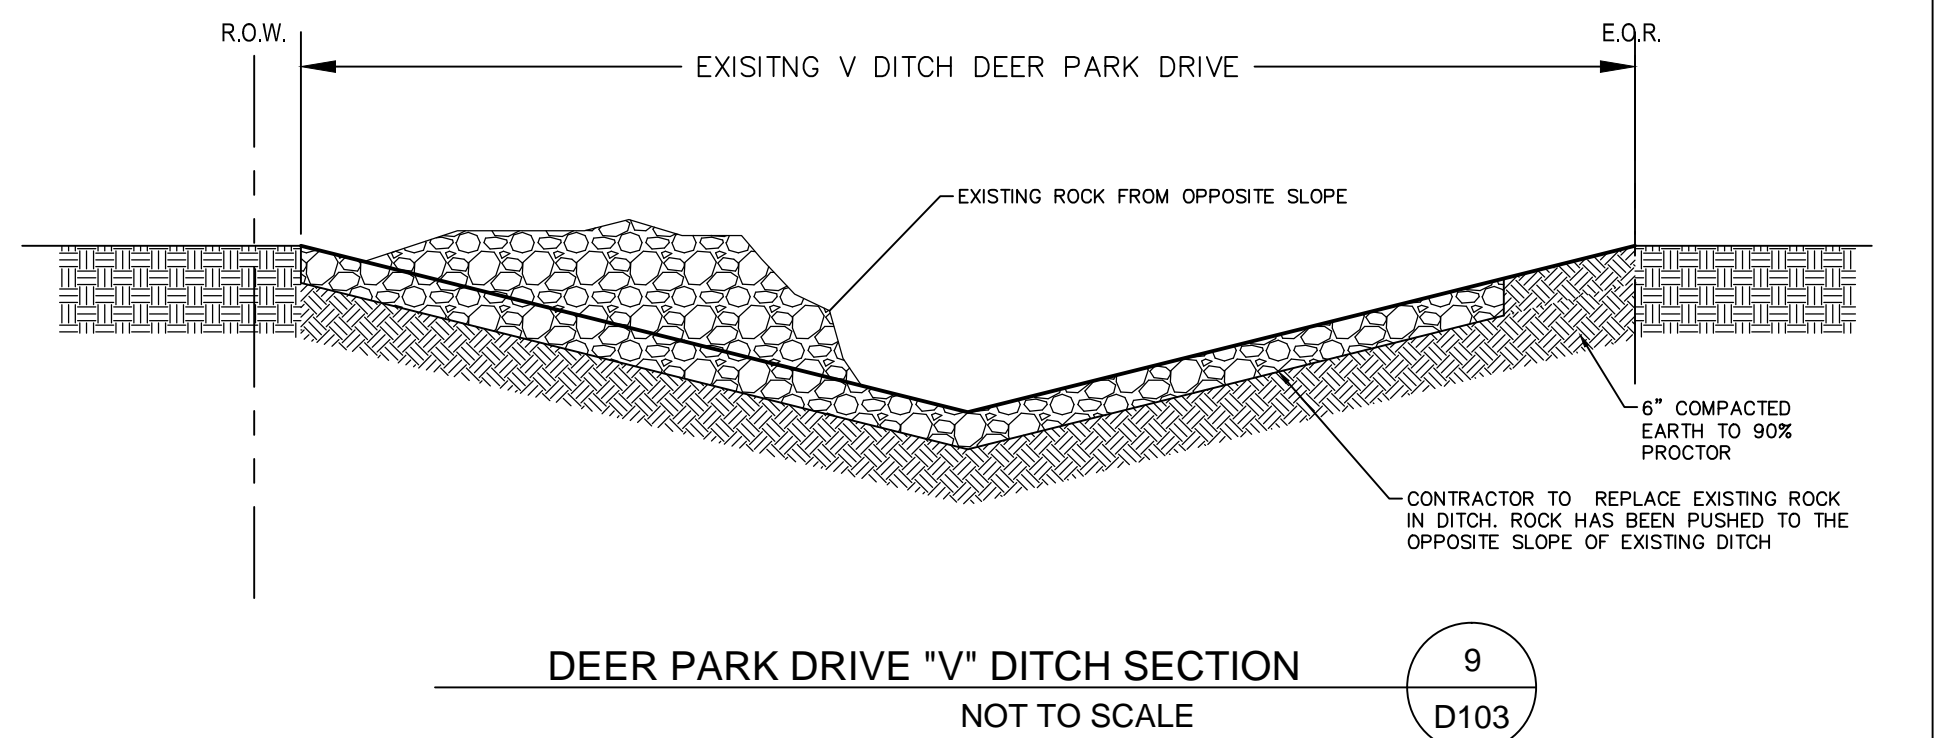 R.O.W.
E.O.R.
EXISITNG V DITCH DEER PARK DRIVE
EXISTING ROCK FROM OPPOSITE SLOPE
6" COMPACTED
EARTH TO 90%
PROCTOR
CONTRACTOR TO REPLACE EXISTING ROCK
IN DITCH. ROCK HAS BEEN PUSHED TO THE
OPPOSITE SLOPE OF EXISTING DITCH
DEER PARK DRIVE "V" DITCH SECTION
9
NOT TO SCALE
D103